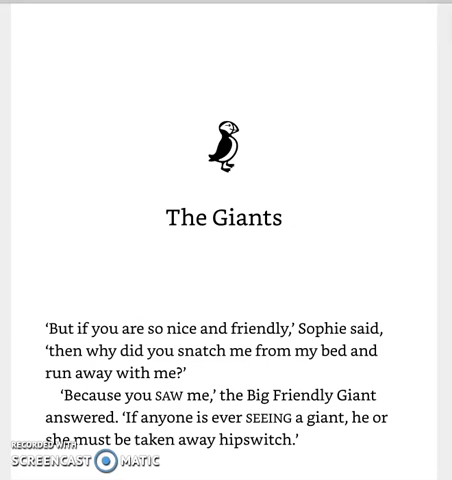 The Giants
‘But if you are so nice and friendly,’ Sophie said,
‘then why did you snatch me from my bed and
run away with me?’
‘Because you SAW me,’ the Big Friendly Giant
answered. ‘If anyone is ever SEEING a giant, he or
she must be taken away hipswitch.’
RECORDED WITH
SCREENCAST MATIC